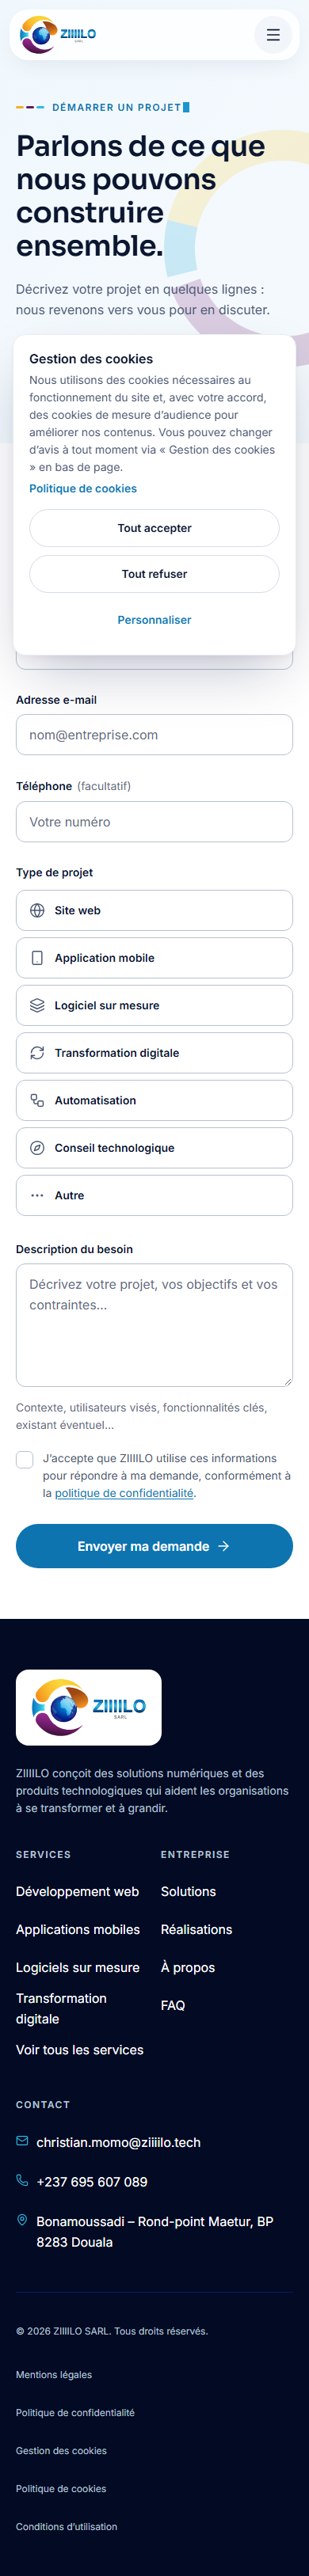 ZIIIILO
SARL
DÉMARRER UN PROJET
Parlons de ce que
nous pouvons
construire
ensemble.
Décrivez votre projet en quelques lignes :
nous revenons vers vous pour en discuter.
Gestion des cookies
Nous utilisons des cookies nécessaires au
fonctionnement du site et, avec votre accord,
des cookies de mesure d’audience pour
améliorer nos contenus. Vous pouvez changer
d’avis à tout moment via « Gestion des cookies
» en bas de page.
Politique de cookies
Tout accepter
Tout refuser
Personnaliser
Adresse e-mail
nom@entreprise.com
Téléphone (facultatif)
Votre numéro
Type de projet
Site web
Application mobile
Logiciel sur mesure
Transformation digitale
Automatisation
Conseil technologique
Autre
Description du besoin
Décrivez votre projet, vos objectifs et vos
contraintes…
Contexte, utilisateurs visés, fonctionnalités clés,
existant éventuel…
J’accepte que ZIIIILO utilise ces informations
pour répondre à ma demande, conformément à
la politique de confidentialité.
Envoyer ma demande
ZIIIILO
SARL
ZIIIILO conçoit des solutions numériques et des
produits technologiques qui aident les organisations
à se transformer et à grandir.
SERVICES
Développement web
Applications mobiles
Logiciels sur mesure
Transformation
digitale
Voir tous les services
ENTREPRISE
Solutions
Réalisations
À propos
FAQ
CONTACT
christian.momo@ziiiilo.tech
+237 695 607 089
Bonamoussadi – Rond-point Maetur, BP
8283 Douala
© 2026 ZIIIILO SARL. Tous droits réservés.
Mentions légales
Politique de confidentialité
Gestion des cookies
Politique de cookies
Conditions d’utilisation